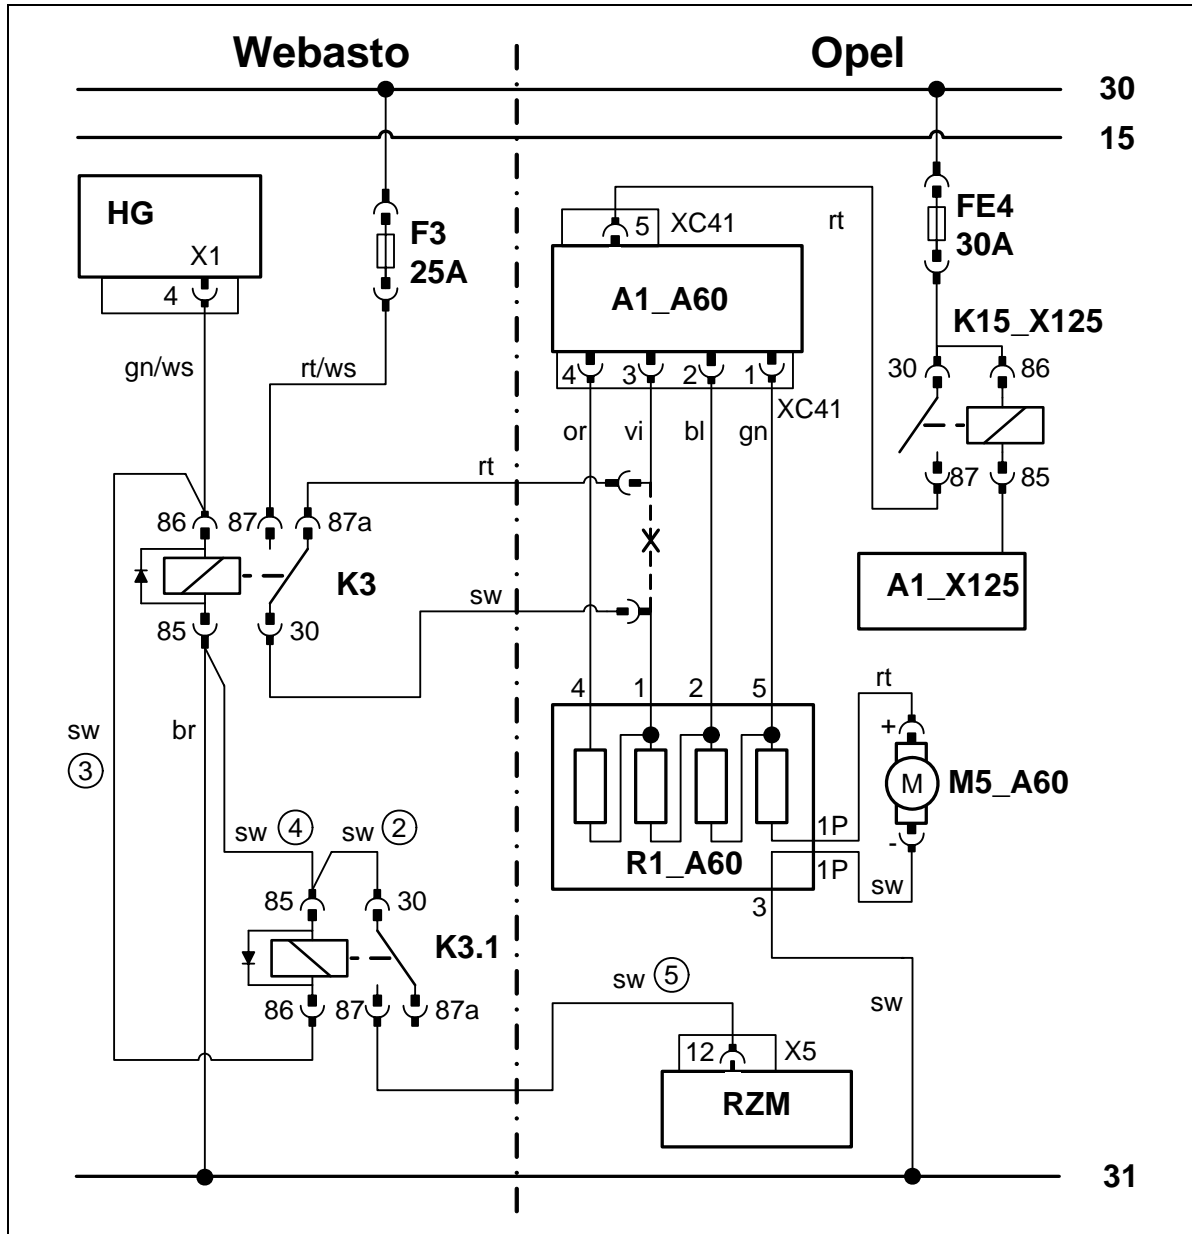 Webasto
Opel
30
15
HG
X1
4
F3
25A
5
XC41
rt
FE4
30A
A1_A60
K15_X125
gn/ws
rt/ws
4
3
2
1
XC41
30
86
or
vi
bl
gn
rt
87
85
86
87
87a
K3
A1_X125
sw
85
30
4
1
2
5
rt
sw
3
br
+
M
M5_A60
-
1P
1P
R1_A60
sw
3
sw
4
sw
2
85
30
K3.1
86
87
87a
sw
5
sw
12
X5
RZM
31